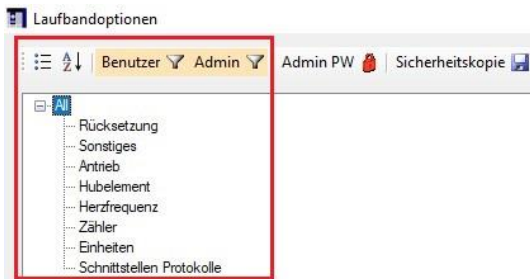 Laufbandoptionen
Benutzer Admin Admin PW Sicherheitskopie
All
Rücksetzung
Sonstiges
Antrieb
Hubelement
Herzfrequenz
Zähler
Einheiten
Schnittstellen Protokolle